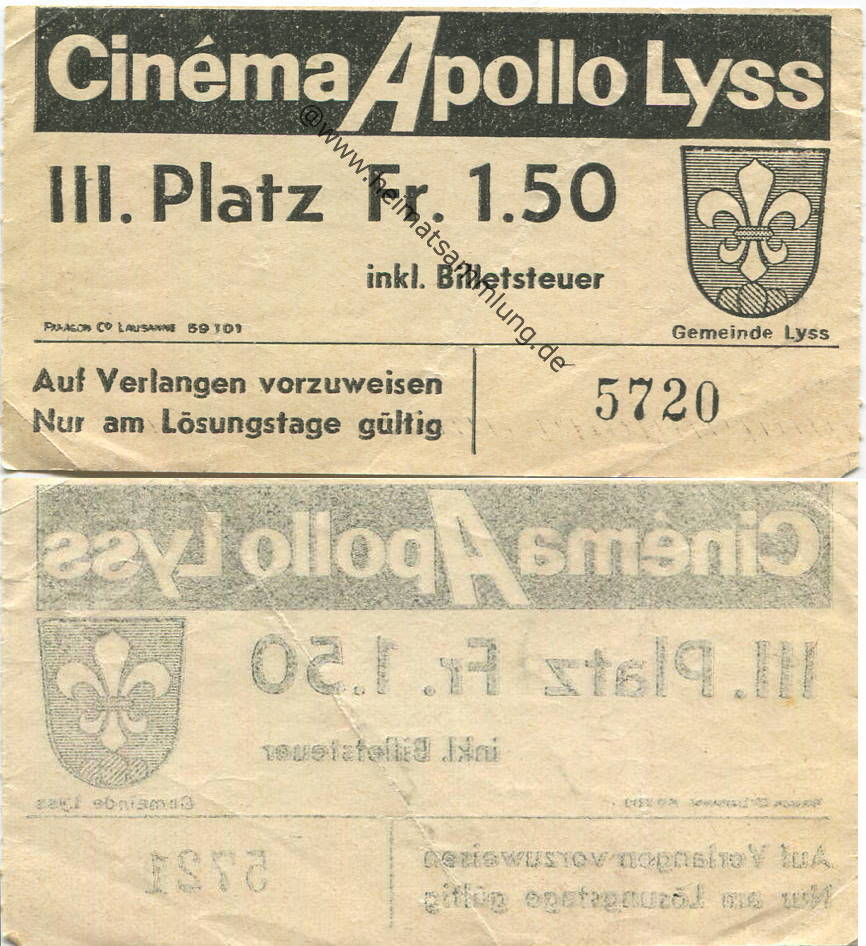 Cinéma Apollo Lyss
III. Platz Fr. 1.50
inkl. Billetsteuer
PARAGON Co LAUSANNE 59101
Gemeinde Lyss
Auf Verlangen vorzuweisen
Nur am Lösungstage gültig
5720
@www.heimatsammlung.de
Cinéma Apollo Lyss
III. Platz Fr. 1.50
inkl. Billetsteuer
Gemeinde Lyss
Auf Verlangen vorzuweisen
Nur am Lösungstage gültig
5721